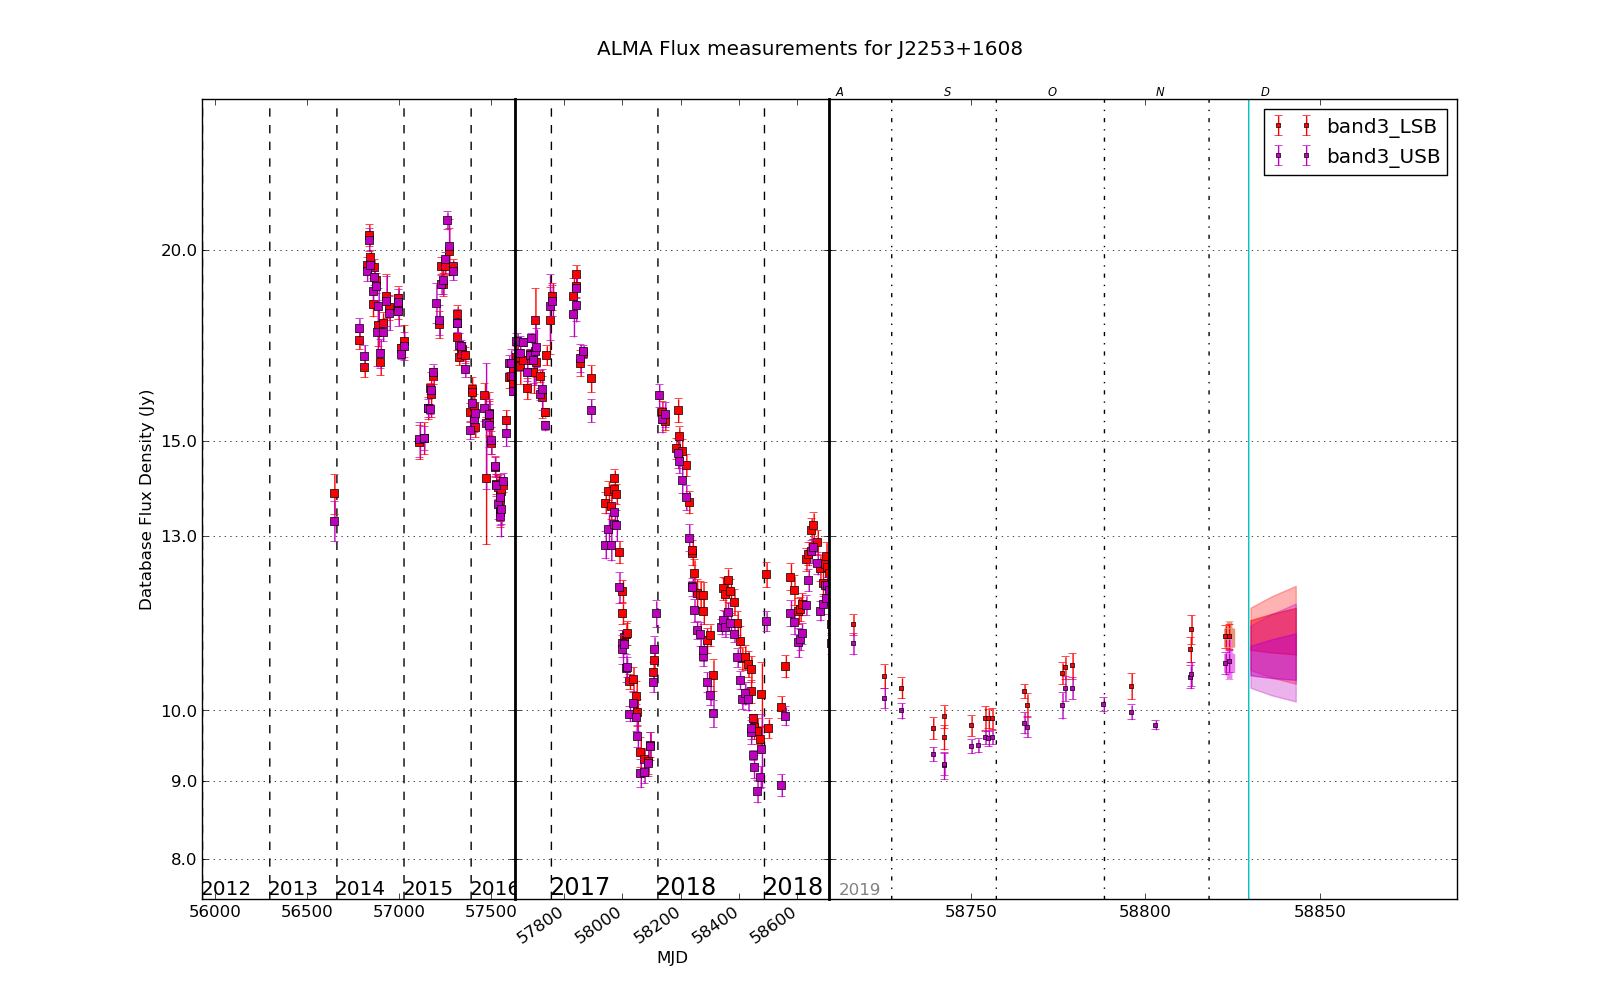 ALMA Flux measurements for J2253+1608
A S O N D
band3_LSB
band3_USB
20.0
15.0
13.0
10.0
9.0
8.0
Database Flux Density (Jy)
2012 2013 2014 2015 2016 2017 2018 2018 2019
56000 56500 57000 57500 57800 58000 58200 58400 58600 58750 58800 58850
MJD